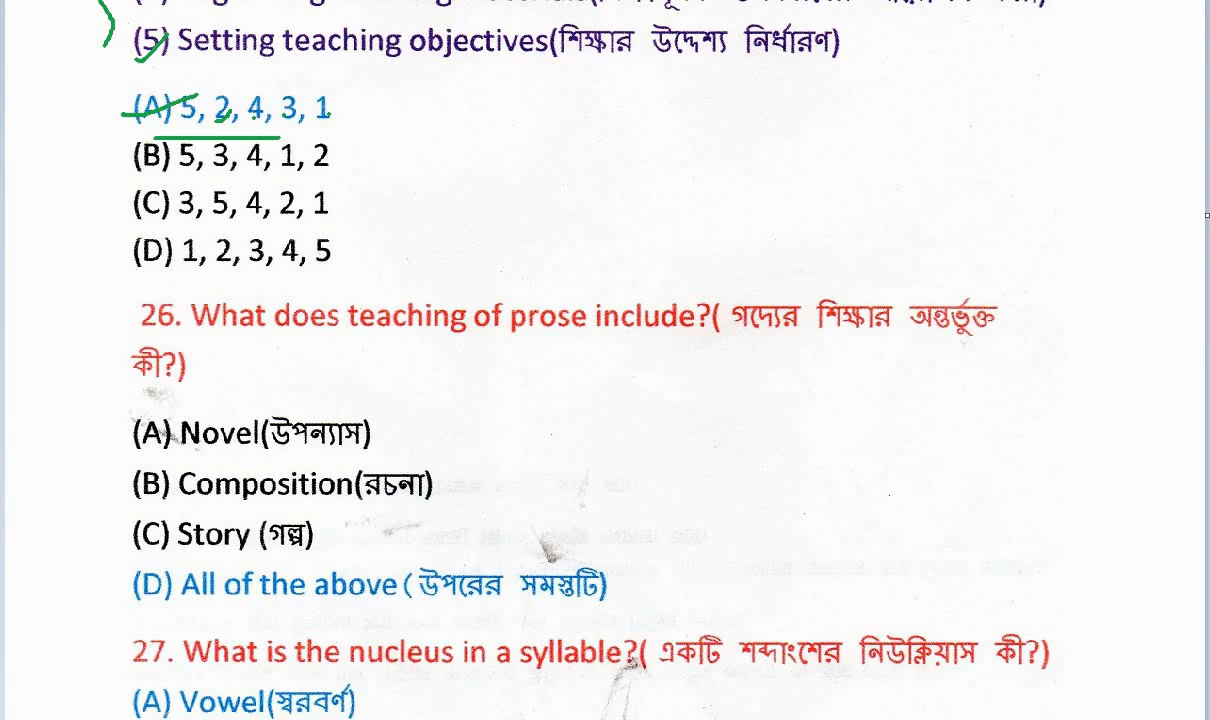 (5) Setting teaching objectives(শিক্ষার উদ্দেশ্য নির্ধারণ)
(A) 5, 2, 4, 3, 1
(B) 5, 3, 4, 1, 2
(C) 3, 5, 4, 2, 1
(D) 1, 2, 3, 4, 5
26. What does teaching of prose include?( গদ্যের শিক্ষার অন্তর্ভুক্ত
কী?)
(A) Novel(উপন্যাস)
(B) Composition(রচনা)
(C) Story (গল্প)
(D) All of the above( উপরের সমস্তটি)
27. What is the nucleus in a syllable?( একটি শব্দাংশের নিউক্লিয়াস কী?)
(A) Vowel(স্বরবর্ণ)